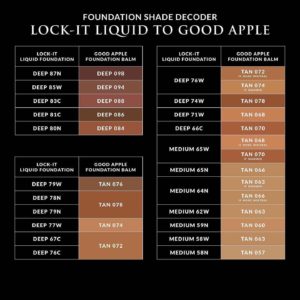 FOUNDATION SHADE DECODER
LOCK-IT LIQUID TO GOOD APPLE
LOCK-IT LIQUID FOUNDATION
GOOD APPLE FOUNDATION BALM
DEEP 87N
DEEP 098
DEEP 85W
DEEP 094
DEEP 83C
DEEP 088
DEEP 81C
DEEP 086
DEEP 80N
DEEP 084
LOCK-IT LIQUID FOUNDATION
GOOD APPLE FOUNDATION BALM
DEEP 79W
TAN 076
DEEP 78N
TAN 078
DEEP 79N
DEEP 77W
TAN 074
DEEP 67C
TAN 072
DEEP 76C
LOCK-IT LIQUID FOUNDATION
GOOD APPLE FOUNDATION BALM
DEEP 76W
TAN 072
TAN 074
DEEP 74W
TAN 078
DEEP 71W
TAN 068
DEEP 66C
TAN 070
MEDIUM 65W
TAN 068
TAN 070
MEDIUM 65N
TAN 066
MEDIUM 64N
TAN 063
TAN 066
MEDIUM 62W
TAN 063
MEDIUM 59N
TAN 060
MEDIUM 58W
TAN 063
MEDIUM 58N
TAN 057